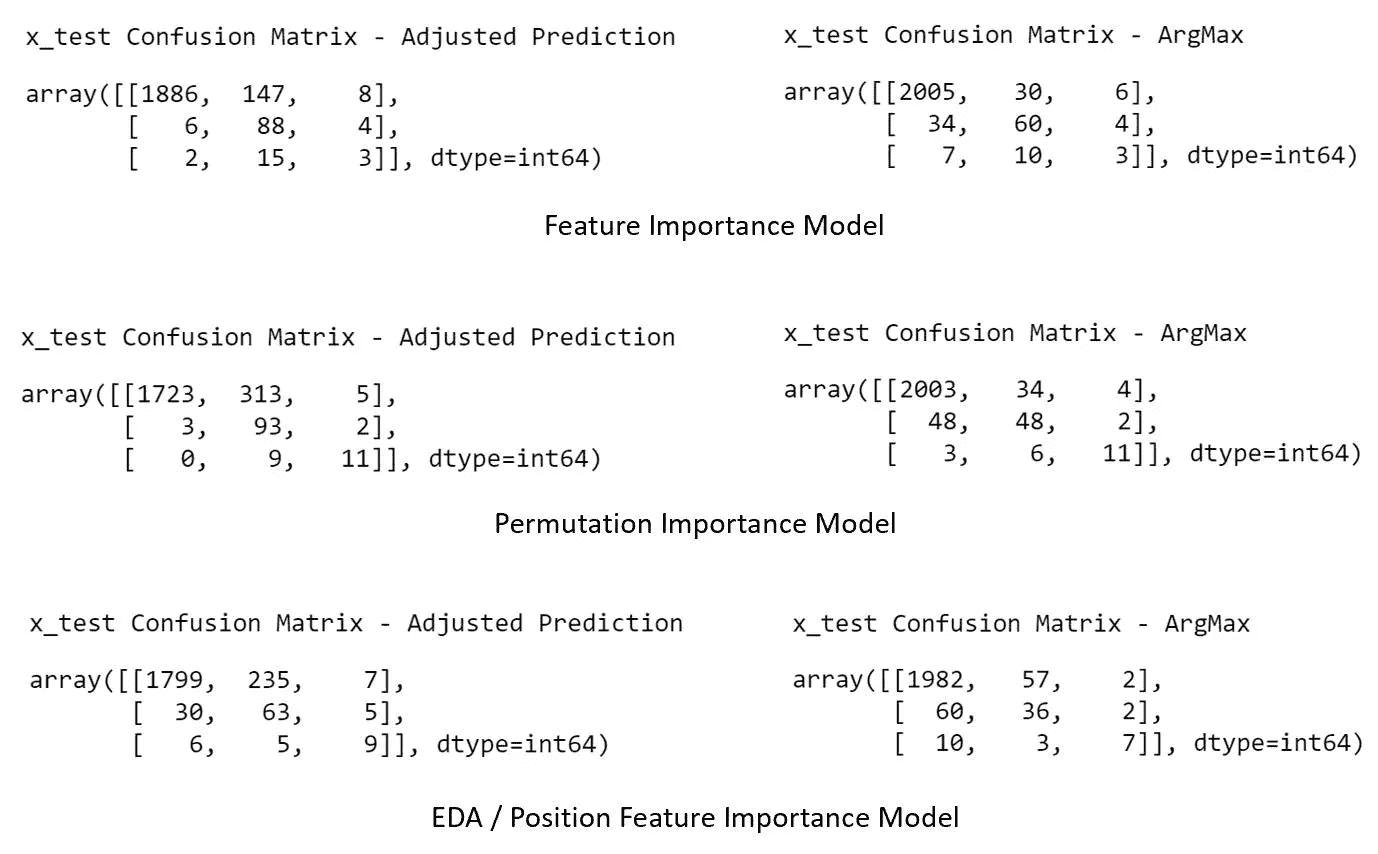 x_test Confusion Matrix - Adjusted Prediction
array([[1886, 147, 8],
[ 6, 88, 4],
[ 2, 15, 3]], dtype=int64)
x_test Confusion Matrix - ArgMax
array([[2005, 30, 6],
[ 34, 60, 4],
[ 7, 10, 3]], dtype=int64)
Feature Importance Model
x_test Confusion Matrix - Adjusted Prediction
array([[1723, 313, 5],
[ 3, 93, 2],
[ 0, 9, 11]], dtype=int64)
x_test Confusion Matrix - ArgMax
array([[2003, 34, 4],
[ 48, 48, 2],
[ 3, 6, 11]], dtype=int64)
Permutation Importance Model
x_test Confusion Matrix - Adjusted Prediction
array([[1799, 235, 7],
[ 30, 63, 5],
[ 6, 5, 9]], dtype=int64)
x_test Confusion Matrix - ArgMax
array([[1982, 57, 2],
[ 60, 36, 2],
[ 10, 3, 7]], dtype=int64)
EDA / Position Feature Importance Model